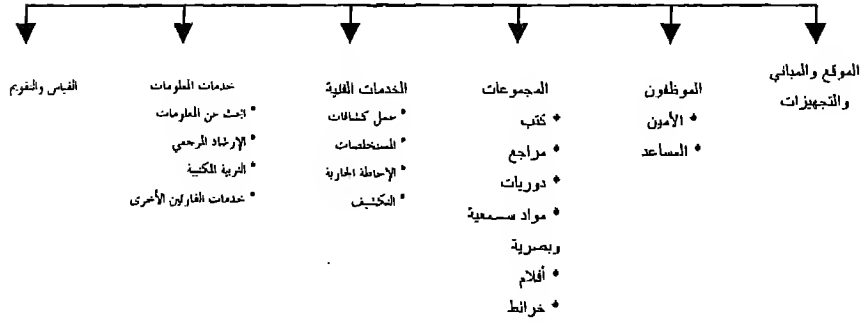 الموقع والمباني
والتجهيزات
الموظفون
• الأمين
• المساعد
المجموعات
• كتب
• مراجع
• دوريات
• مواد سمعية
وبصرية
• أفلام
• خرائط
الخدمات الفنية
• عمل كشافات
• المستخلصات
• الإحاطة الجارية
• التكشيف
خدمات المعلومات
• البحث عن المعلومات
• الإرشاد المرجعي
• التربية المكتبية
• خدمات القارئين الأخرى
القياس والتقويم